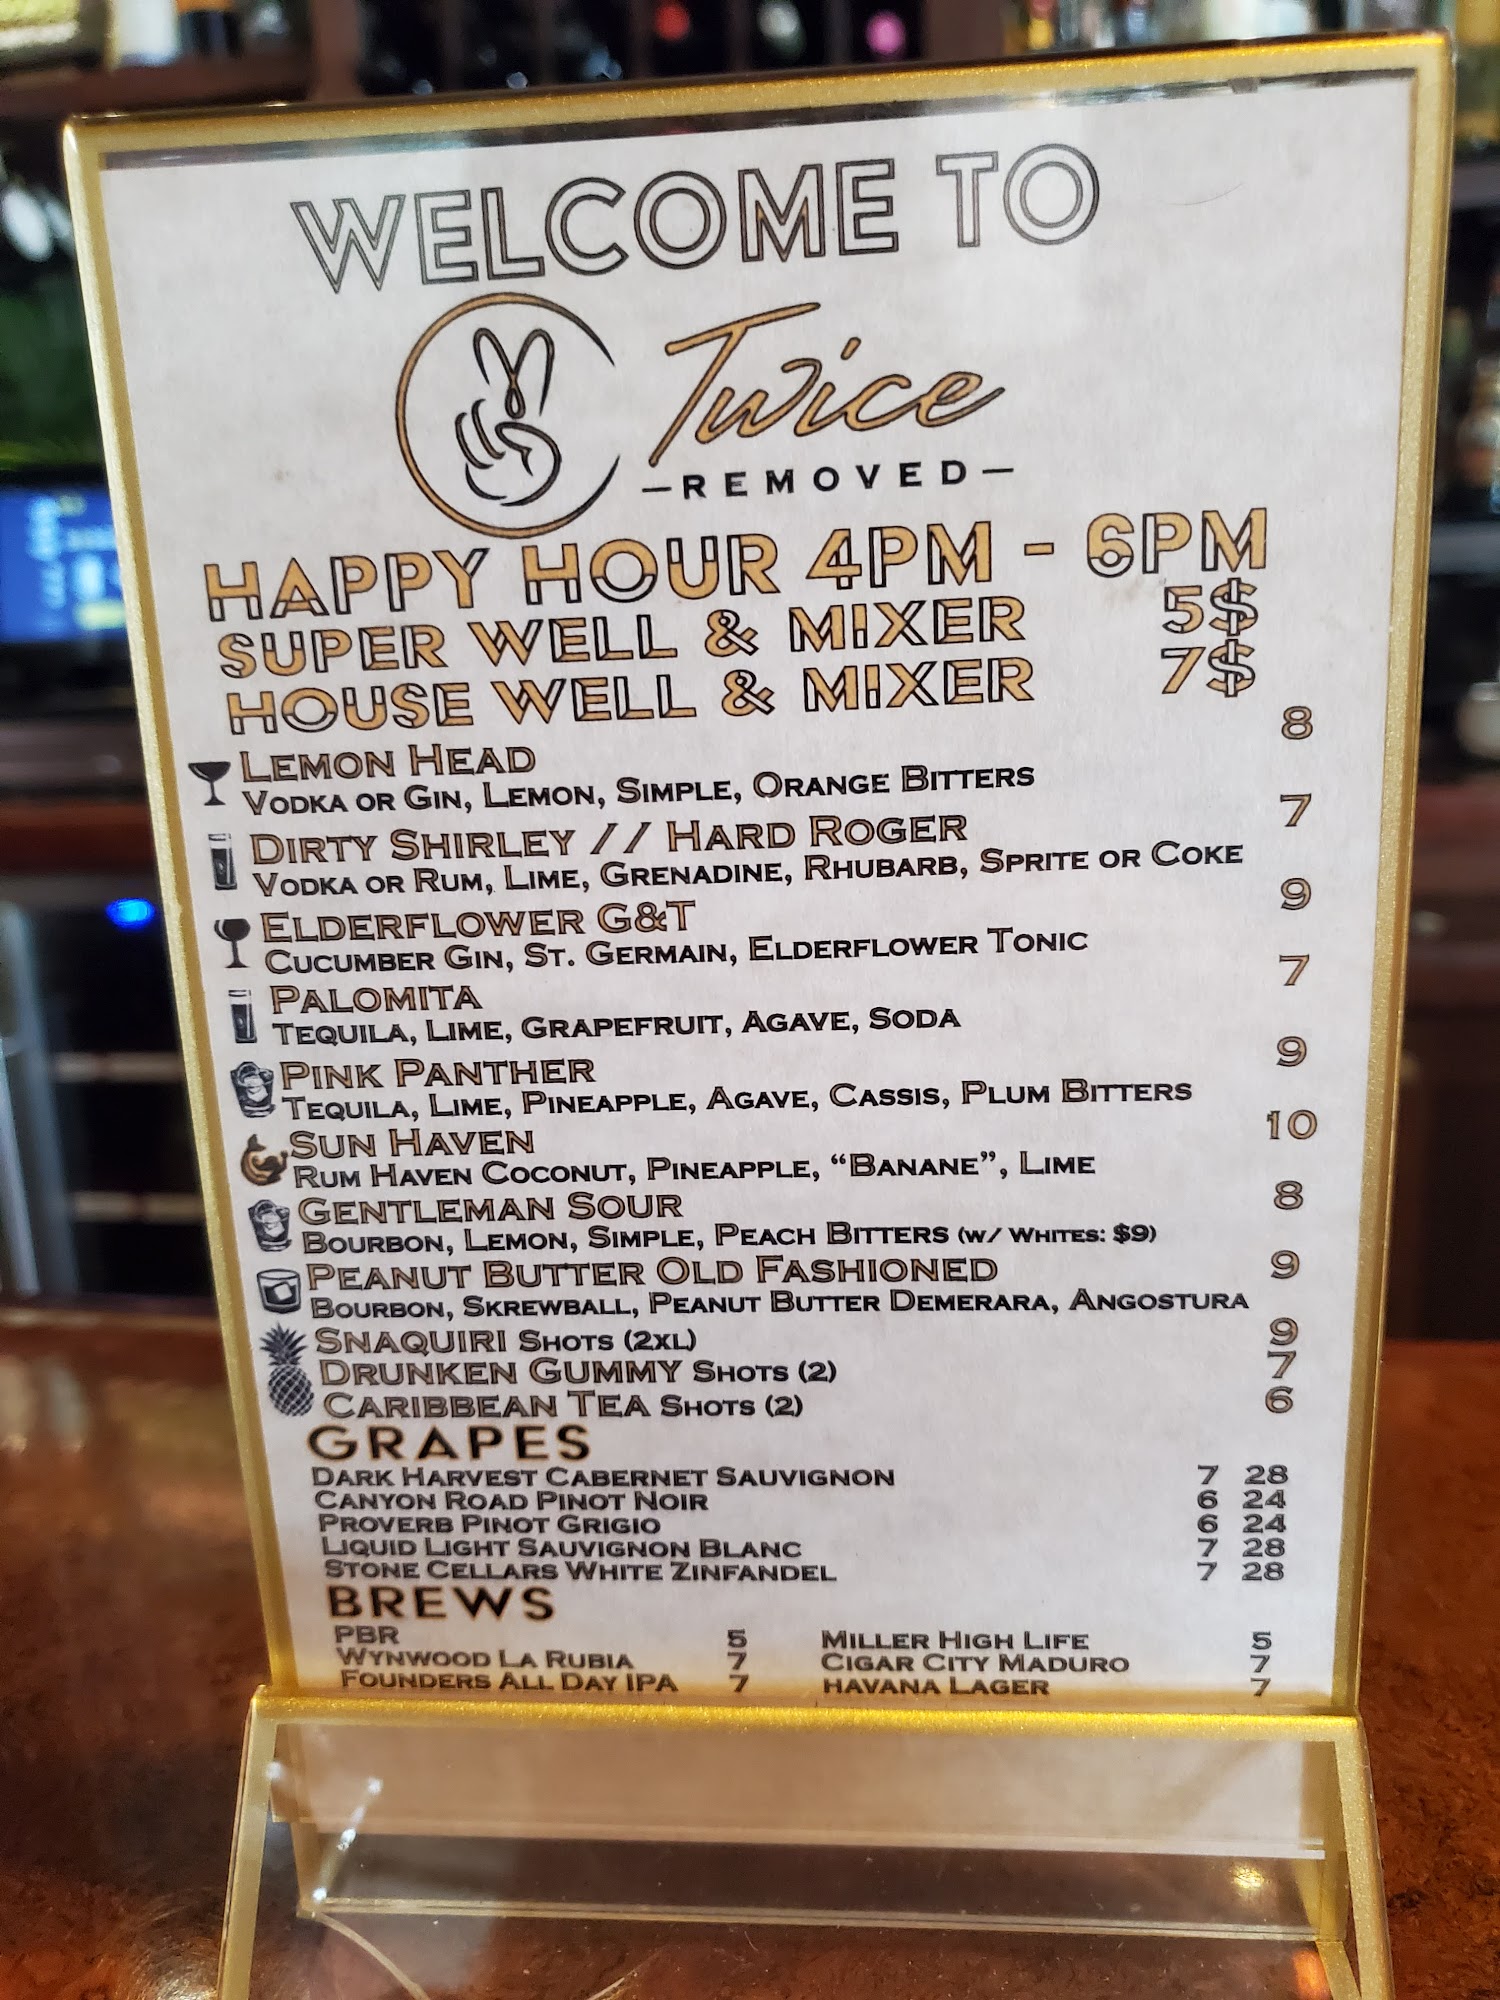 WELCOME TO
Twice
—REMOVED—
HAPPY HOUR 4PM - 6PM
SUPER WELL & MIXER 5$
HOUSE WELL & MIXER 7$
LEMON HEAD 8
VODKA OR GIN, LEMON, SIMPLE, ORANGE BITTERS
DIRTY SHIRLEY // HARD ROGER 7
VODKA OR RUM, LIME, GRENADINE, RHUBARB, SPRITE OR COKE
ELDERFLOWER G&T 9
CUCUMBER GIN, ST. GERMAIN, ELDERFLOWER TONIC
PALOMITA 7
TEQUILA, LIME, GRAPEFRUIT, AGAVE, SODA
PINK PANTHER 9
TEQUILA, LIME, PINEAPPLE, AGAVE, CASSIS, PLUM BITTERS
SUN HAVEN 10
RUM HAVEN COCONUT, PINEAPPLE, “BANANE”, LIME
GENTLEMAN SOUR 8
BOURBON, LEMON, SIMPLE, PEACH BITTERS (W/ WHITES: $9)
PEANUT BUTTER OLD FASHIONED 9
BOURBON, SKREWBALL, PEANUT BUTTER DEMERARA, ANGOSTURA
SNAQUIRI SHOTS (2XL) 9
DRUNKEN GUMMY SHOTS (2) 7
CARIBBEAN TEA SHOTS (2) 6
GRAPES
DARK HARVEST CABERNET SAUVIGNON 7 28
CANYON ROAD PINOT NOIR 6 24
PROVERB PINOT GRIGIO 6 24
LIQUID LIGHT SAUVIGNON BLANC 7 28
STONE CELLARS WHITE ZINFANDEL 7 28
BREWS
PBR 5 MILLER HIGH LIFE 5
WYNWOOD LA RUBIA 7 CIGAR CITY MADURO 7
FOUNDERS ALL DAY IPA 7 HAVANA LAGER 7